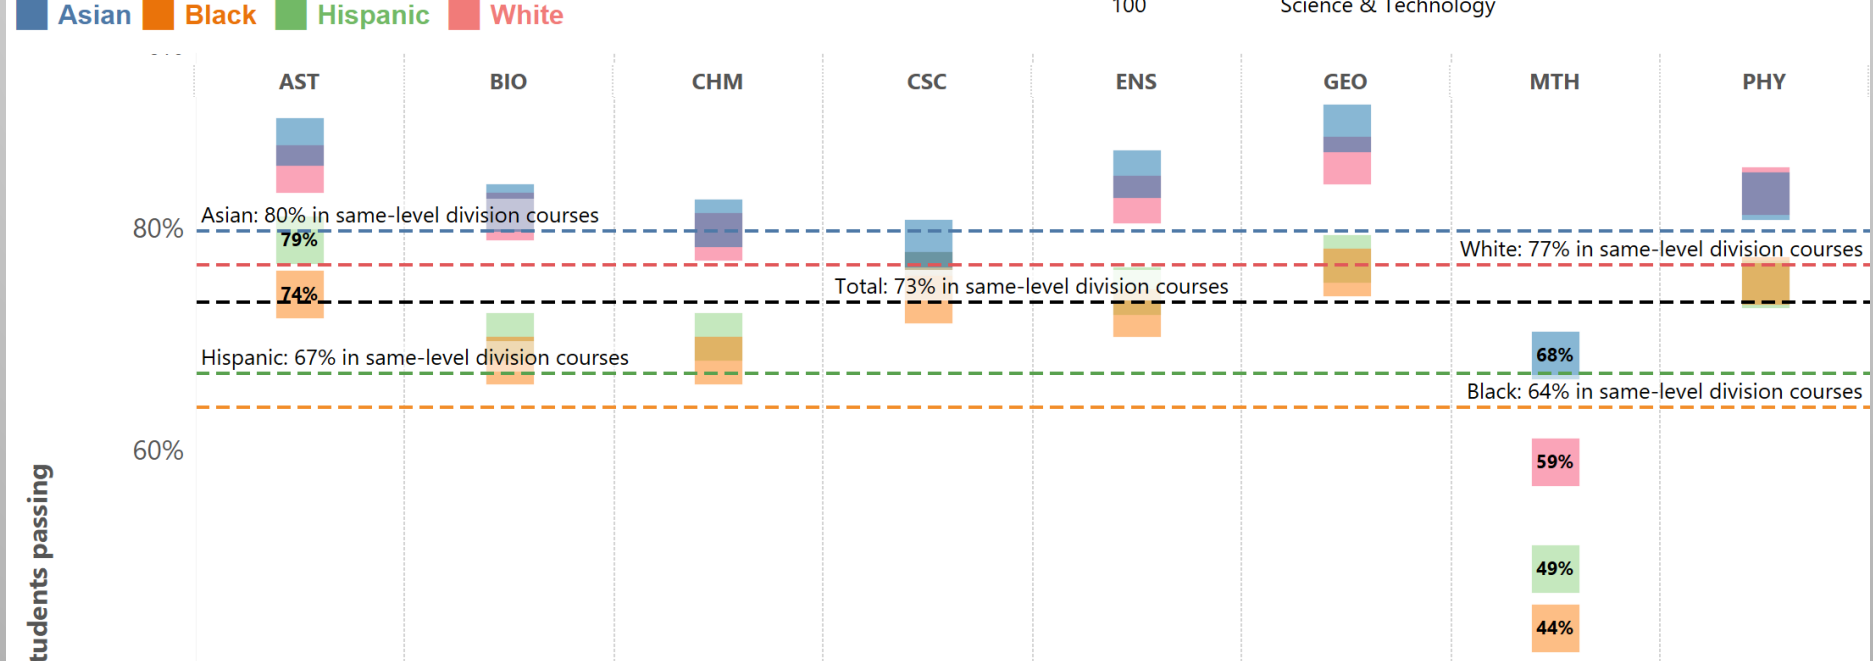 Asian Black Hispanic White
100 Science & Technology
AST BIO CHM CSC ENS GEO MTH PHY
Asian: 80% in same-level division courses
80%
79%
White: 77% in same-level division courses
Total: 73% in same-level division courses
74%
Hispanic: 67% in same-level division courses
68%
Black: 64% in same-level division courses
60%
59%
49%
44%
tudents passing